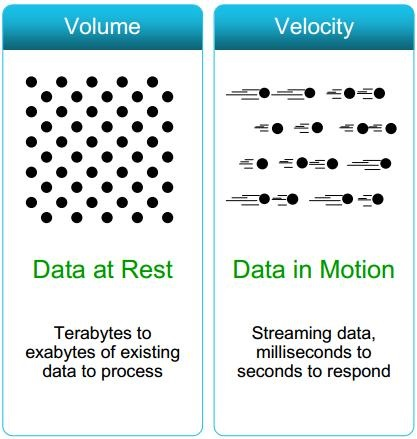 Volume
Data at Rest
Terabytes to
exabytes of existing
data to process
Velocity
Data in Motion
Streaming data,
milliseconds to
seconds to respond